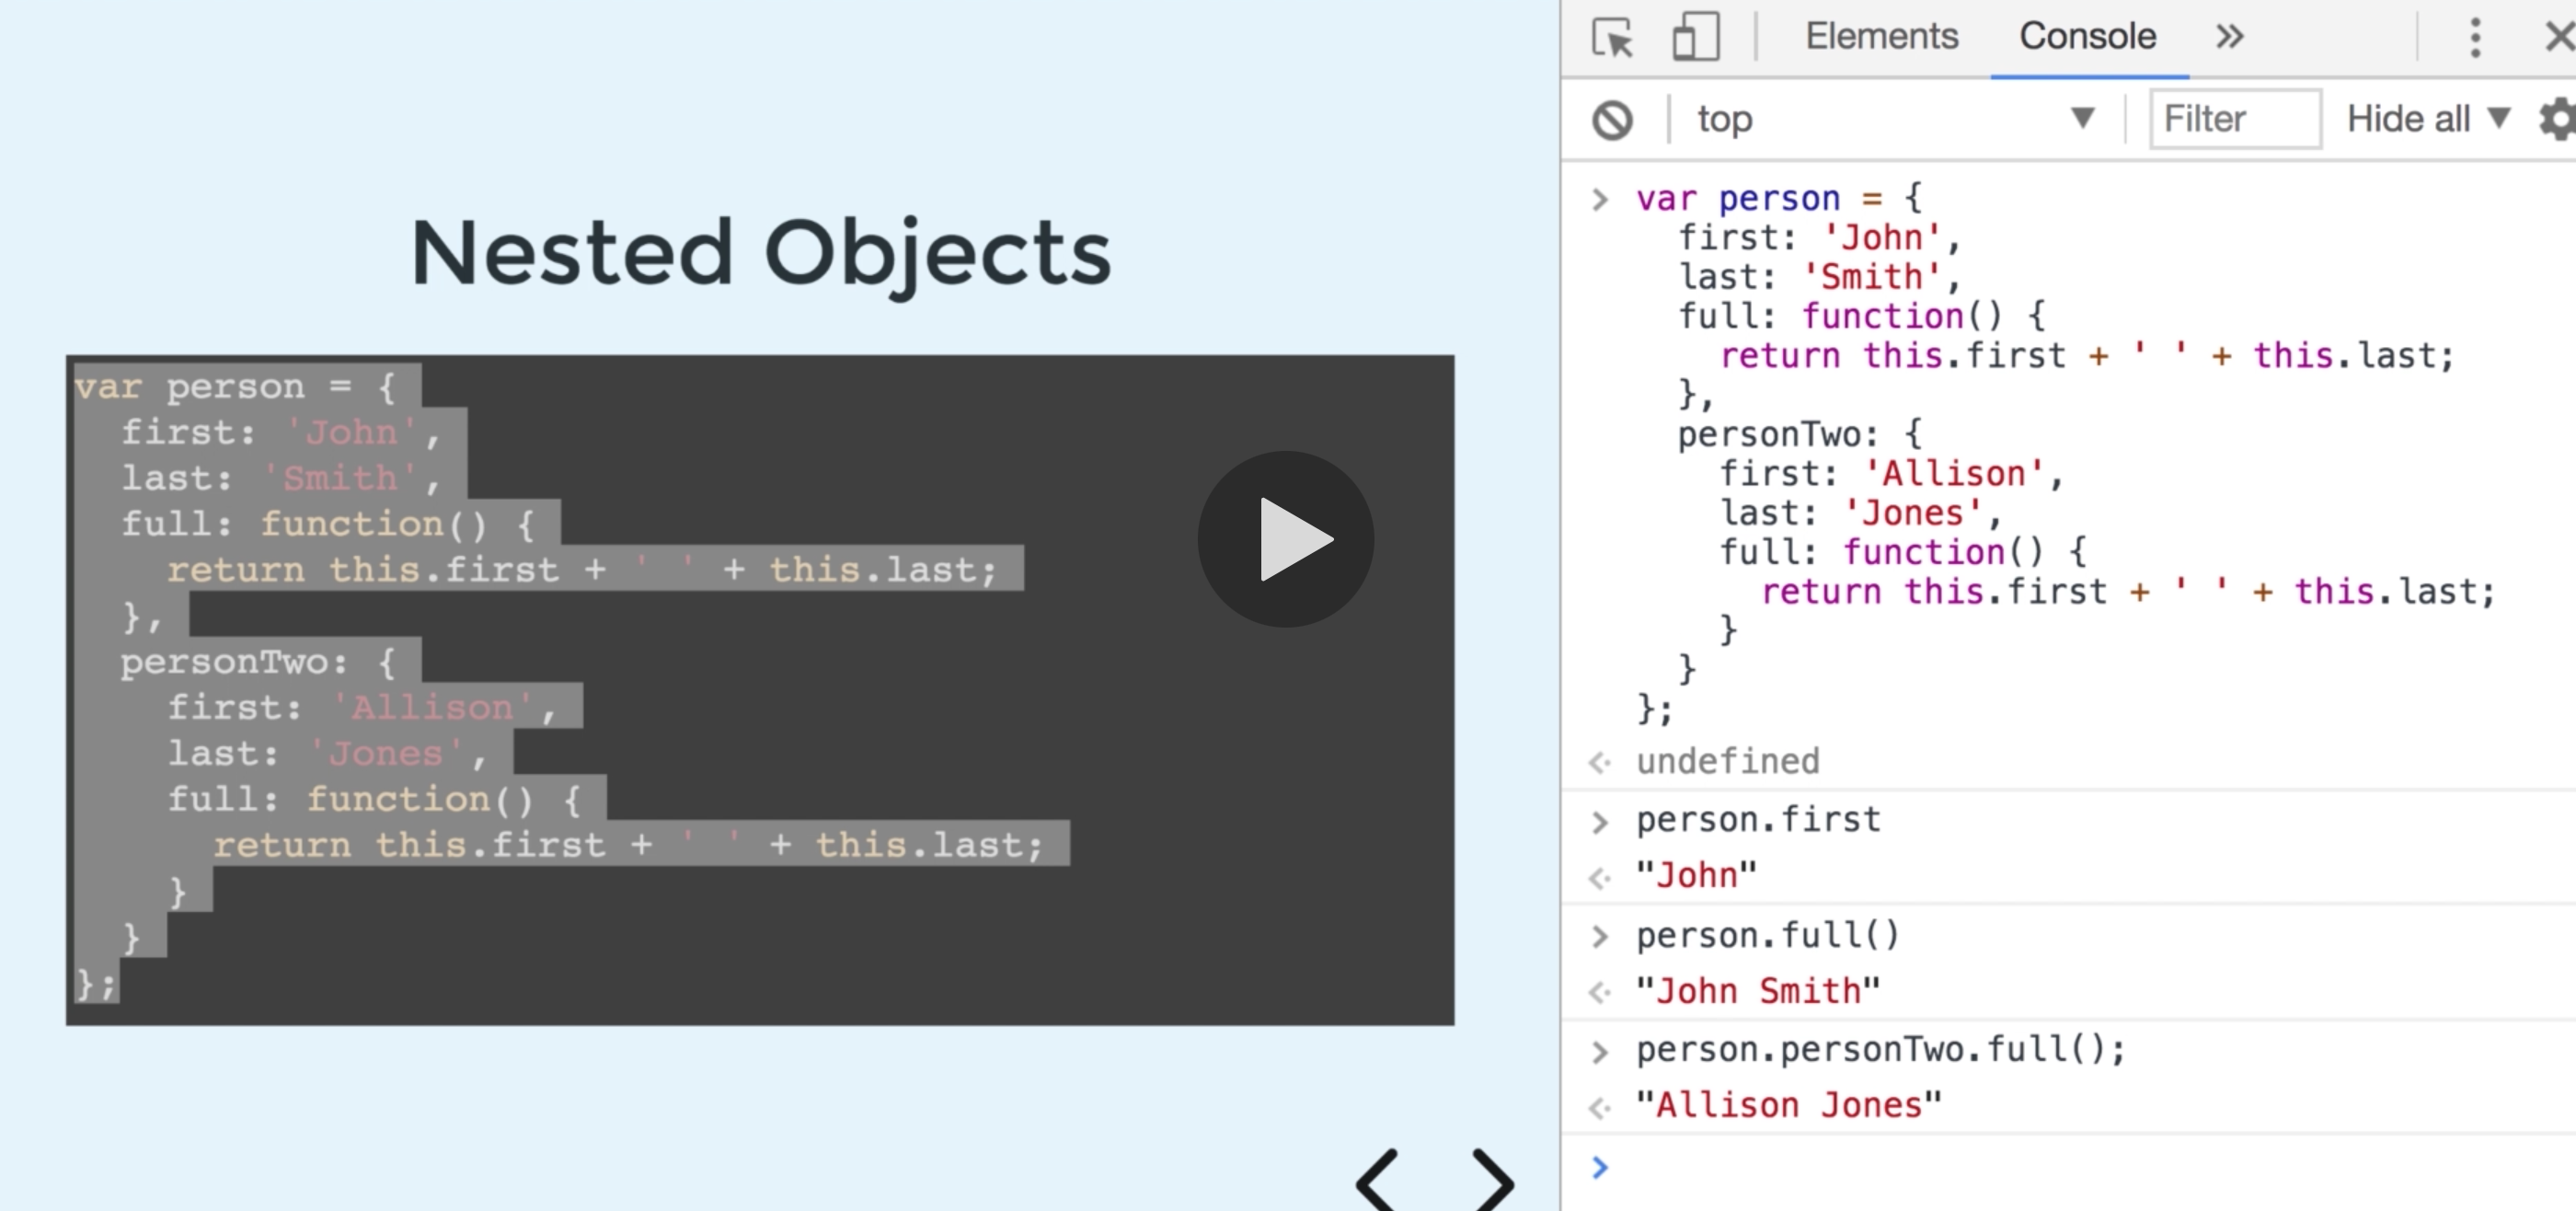 Nested Objects
var person = {
  first: 'John',
  last: 'Smith',
  full: function() {
    return this.first + ' ' + this.last;
  },
  personTwo: {
    first: 'Allison',
    last: 'Jones',
    full: function() {
      return this.first + ' ' + this.last;
    }
  }
};
Elements Console »
top Filter Hide all
> var person = {
  first: 'John',
  last: 'Smith',
  full: function() {
    return this.first + ' ' + this.last;
  },
  personTwo: {
    first: 'Allison',
    last: 'Jones',
    full: function() {
      return this.first + ' ' + this.last;
    }
  }
};
undefined
> person.first
"John"
> person.full()
"John Smith"
> person.personTwo.full();
"Allison Jones"
>